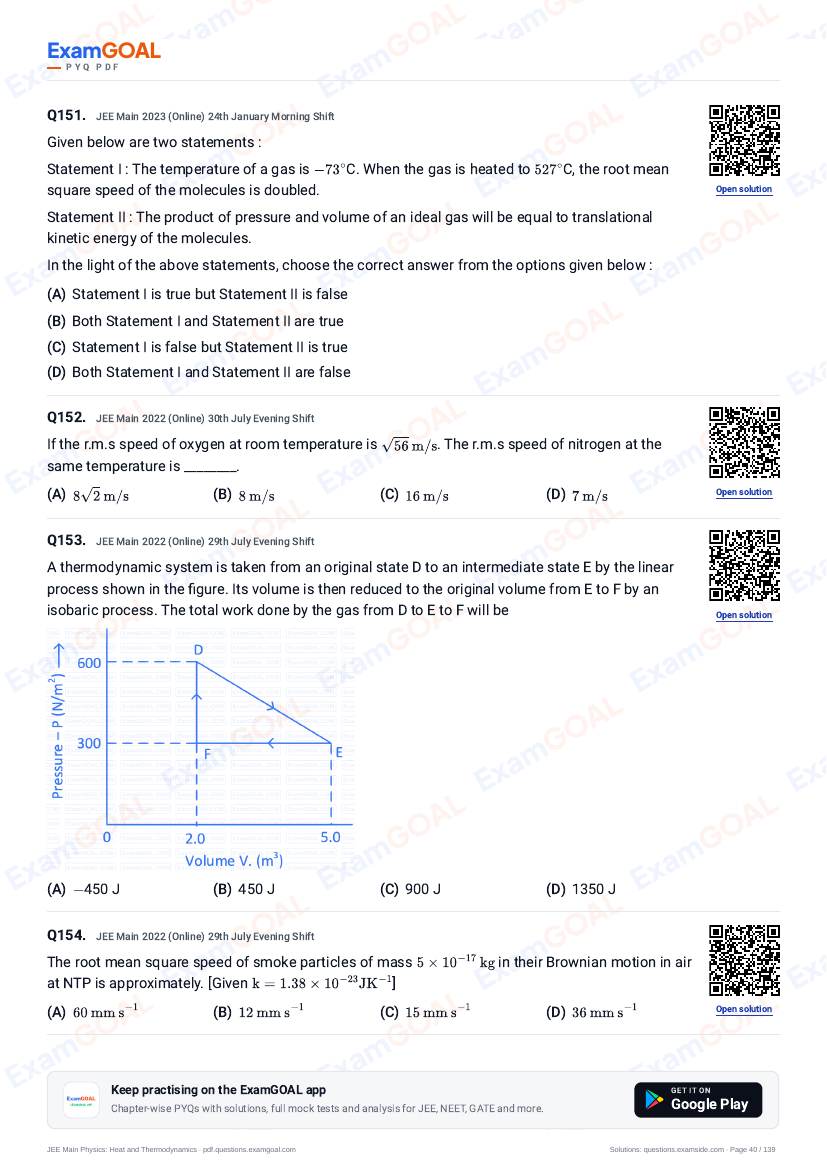 ExamGOAL
PYQ PDF
Q151. JEE Main 2023 (Online) 24th January Morning Shift
Given below are two statements :
Statement I : The temperature of a gas is −73°C. When the gas is heated to 527°C, the root mean
square speed of the molecules is doubled.
Statement II : The product of pressure and volume of an ideal gas will be equal to translational
kinetic energy of the molecules.
In the light of the above statements, choose the correct answer from the options given below :
(A) Statement I is true but Statement II is false
(B) Both Statement I and Statement II are true
(C) Statement I is false but Statement II is true
(D) Both Statement I and Statement II are false
Open solution
Q152. JEE Main 2022 (Online) 30th July Evening Shift
If the r.m.s speed of oxygen at room temperature is √56 m/s. The r.m.s speed of nitrogen at the
same temperature is ________.
(A) 8√2 m/s (B) 8 m/s (C) 16 m/s (D) 7 m/s
Open solution
Q153. JEE Main 2022 (Online) 29th July Evening Shift
A thermodynamic system is taken from an original state D to an intermediate state E by the linear
process shown in the figure. Its volume is then reduced to the original volume from E to F by an
isobaric process. The total work done by the gas from D to E to F will be
Open solution
Pressure – P (N/m²)
600
300
D
F
E
0
2.0
5.0
Volume V. (m³)
(A) −450 J (B) 450 J (C) 900 J (D) 1350 J
Q154. JEE Main 2022 (Online) 29th July Evening Shift
The root mean square speed of smoke particles of mass 5 × 10⁻¹⁷ kg in their Brownian motion in air
at NTP is approximately. [Given k = 1.38 × 10⁻²³JK⁻¹]
(A) 60 mm s⁻¹ (B) 12 mm s⁻¹ (C) 15 mm s⁻¹ (D) 36 mm s⁻¹
Open solution
ExamGOAL
Keep practising on the ExamGOAL app
Chapter-wise PYQs with solutions, full mock tests and analysis for JEE, NEET, GATE and more.
GET IT ON
Google Play
JEE Main Physics: Heat and Thermodynamics · pdf.questions.examgoal.com
Solutions: questions.examside.com · Page 40 / 139